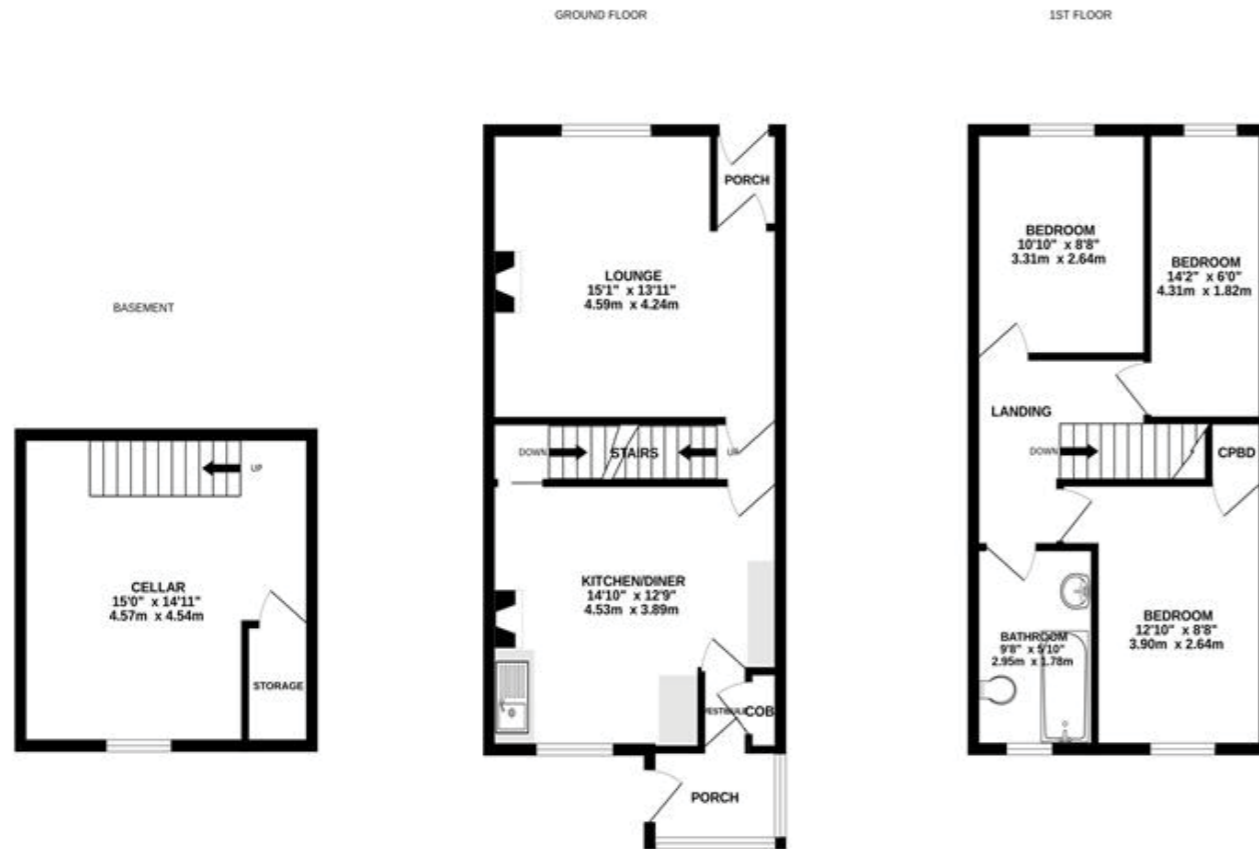 GROUND FLOOR
1ST FLOOR
BASEMENT
UP
CELLAR
15'0" x 14'11"
4.57m x 4.54m
STORAGE
PORCH
LOUNGE
15'1" x 13'11"
4.59m x 4.24m
DOWN
STAIRS
UP
KITCHEN/DINER
14'10" x 12'9"
4.53m x 3.89m
VESTIBULE
COB
PORCH
BEDROOM
10'10" x 8'8"
3.31m x 2.64m
BEDROOM
14'2" x 6'0"
4.31m x 1.82m
LANDING
DOWN
CPBD
BATHROOM
9'8" x 5'10"
2.95m x 1.78m
BEDROOM
12'10" x 8'8"
3.90m x 2.64m